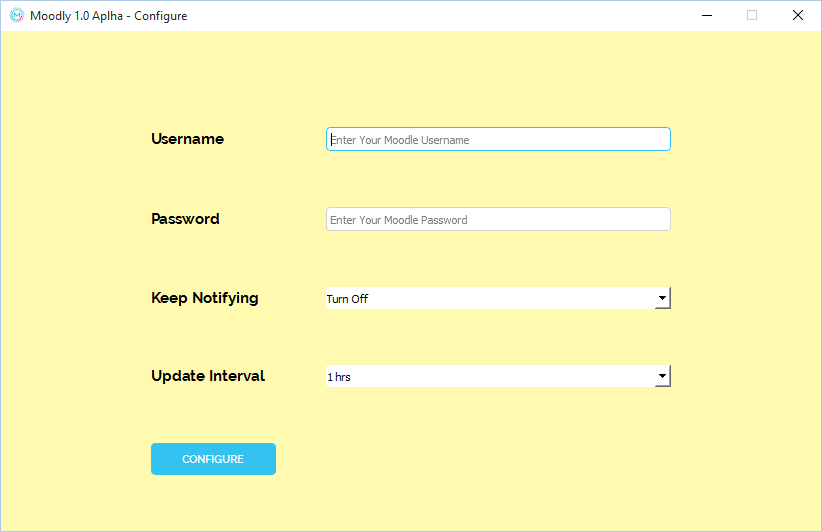 Moodly 1.0 Aplha - Configure
Username
Enter Your Moodle Username
Password
Enter Your Moodle Password
Keep Notifying
Turn Off
Update Interval
1 hrs
CONFIGURE